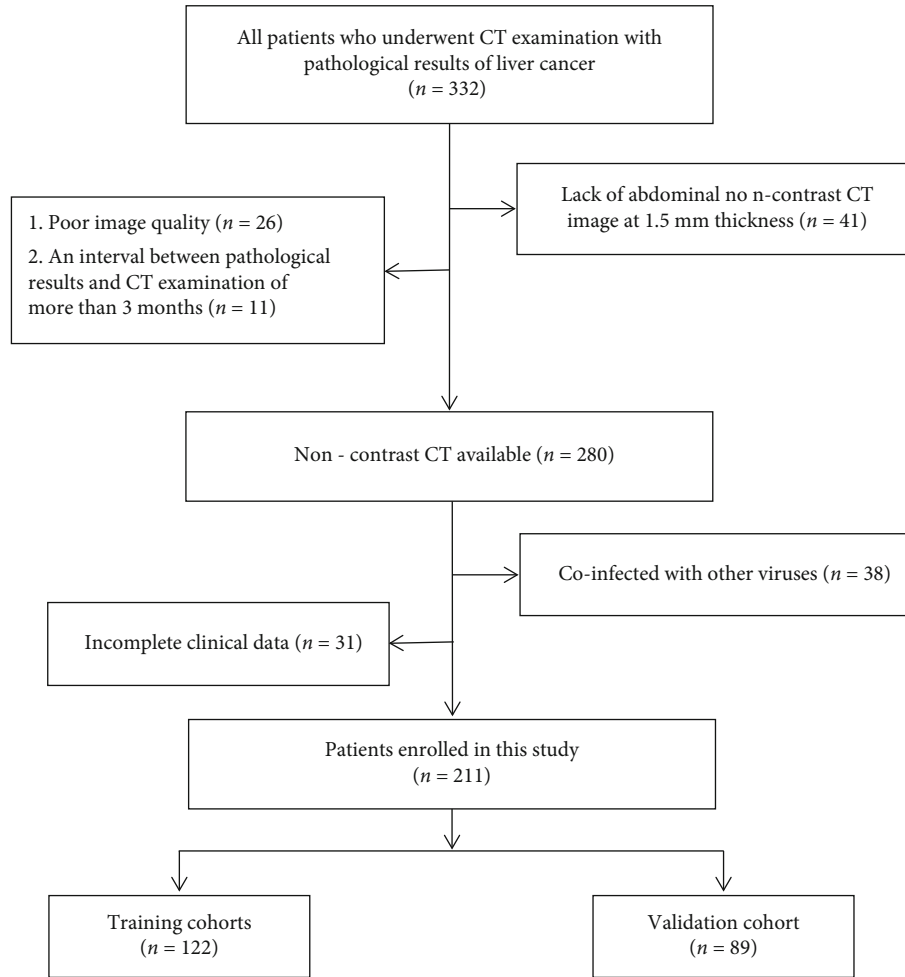 All patients who underwent CT examination with
pathological results of liver cancer
(n = 332)
Lack of abdominal no n-contrast CT
image at 1.5 mm thickness (n = 41)
1. Poor image quality (n = 26)
2. An interval between pathological
results and CT examination of
more than 3 months (n = 11)
Non - contrast CT available (n = 280)
Co-infected with other viruses (n = 38)
Incomplete clinical data (n = 31)
Patients enrolled in this study
(n = 211)
Training cohorts
(n = 122)
Validation cohort
(n = 89)